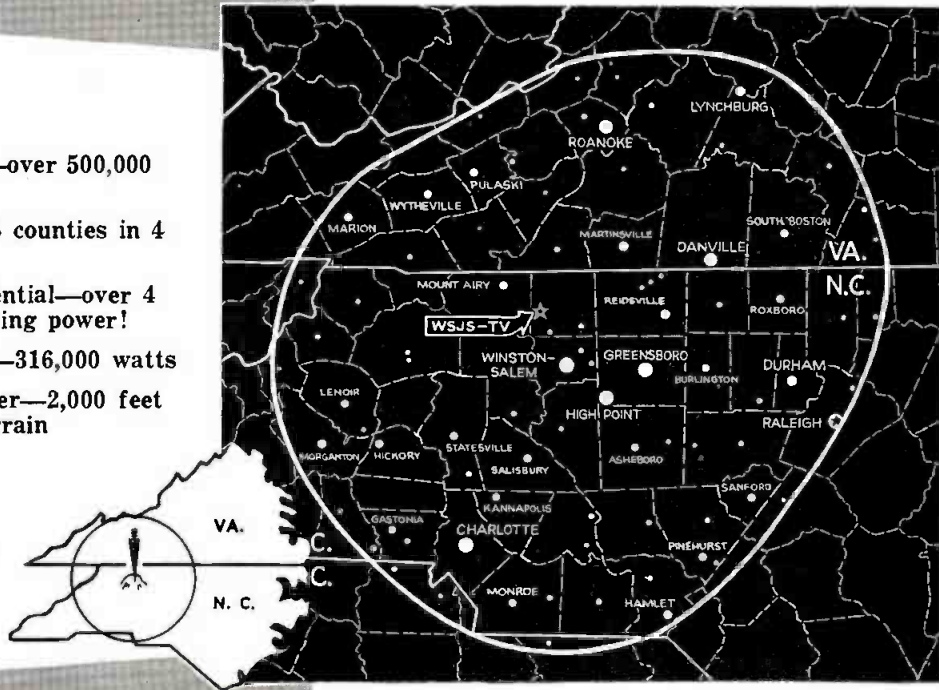 —over 500,000
counties in 4
ential—over 4
ing power!
—316,000 watts
er—2,000 feet
rrain
LYNCHBURG
ROANOKE
PULASKI
WYTHEVILLE
MARION
SOUTH BOSTON
MARTINSVILLE
DANVILLE
VA.
N.C.
MOUNT AIRY
REIDSVILLE
ROXBORO
WSJS-TV
WINSTON-
SALEM
GREENSBORO
BURLINGTON
DURHAM
HIGH POINT
LENOIR
RALEIGH
STATESVILLE
MORGANTON
HICKORY
SALISBURY
ASHEBORO
SANFORD
KANNAPOLIS
GASTONIA
CHARLOTTE
PINEHURST
MONROE
HAMLET
VA.
C.
C.
N. C.